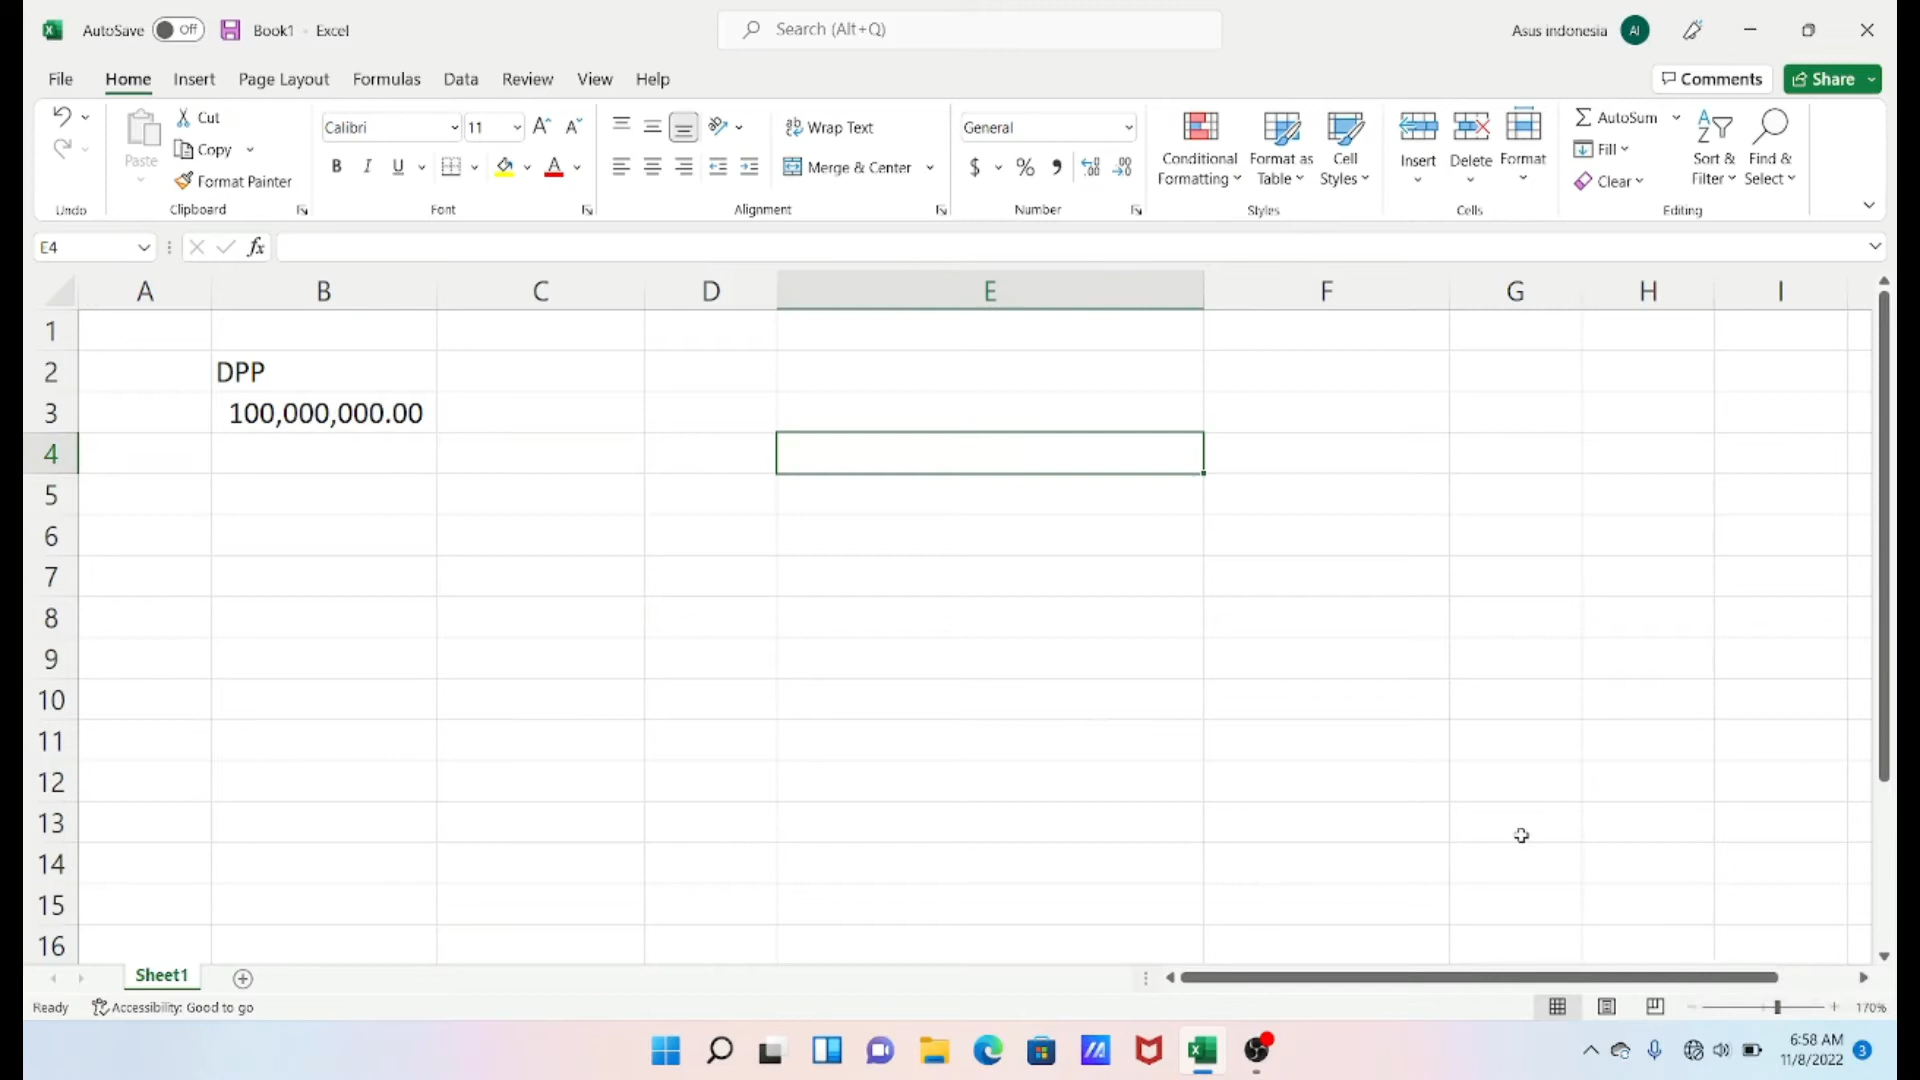 AutoSave Off Book1 - Excel Search (Alt+Q) Asus indonesia AI
File Home Insert Page Layout Formulas Data Review View Help Comments Share
Cut
Copy
Format Painter
Paste
Undo
Clipboard
Calibri 11
B I U A
Font
Wrap Text
Merge & Center
Alignment
General
$ % 9
Number
Conditional Formatting
Format as Table
Cell Styles
Styles
Insert Delete Format
Cells
AutoSum
Fill
Clear
Sort & Filter
Find & Select
Editing
E4 fx
A B C D E F G H I
1
2 DPP
3 100,000,000.00
4
5
6
7
8
9
10
11
12
13
14
15
16
Sheet1
Ready Accessibility: Good to go 170%
6:58 AM
11/8/2022 3